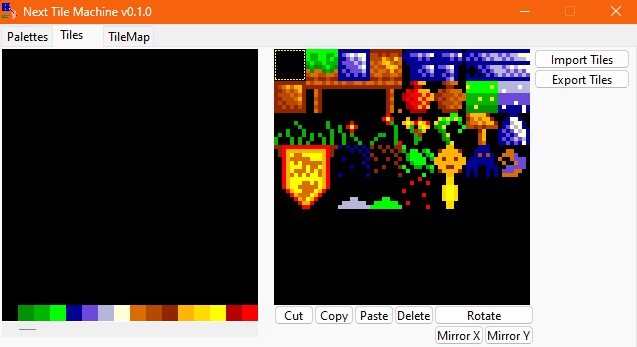 Next Tile Machine v0.1.0
Palettes Tiles TileMap
Import Tiles
Export Tiles
Cut Copy Paste Delete Rotate
Mirror X Mirror Y